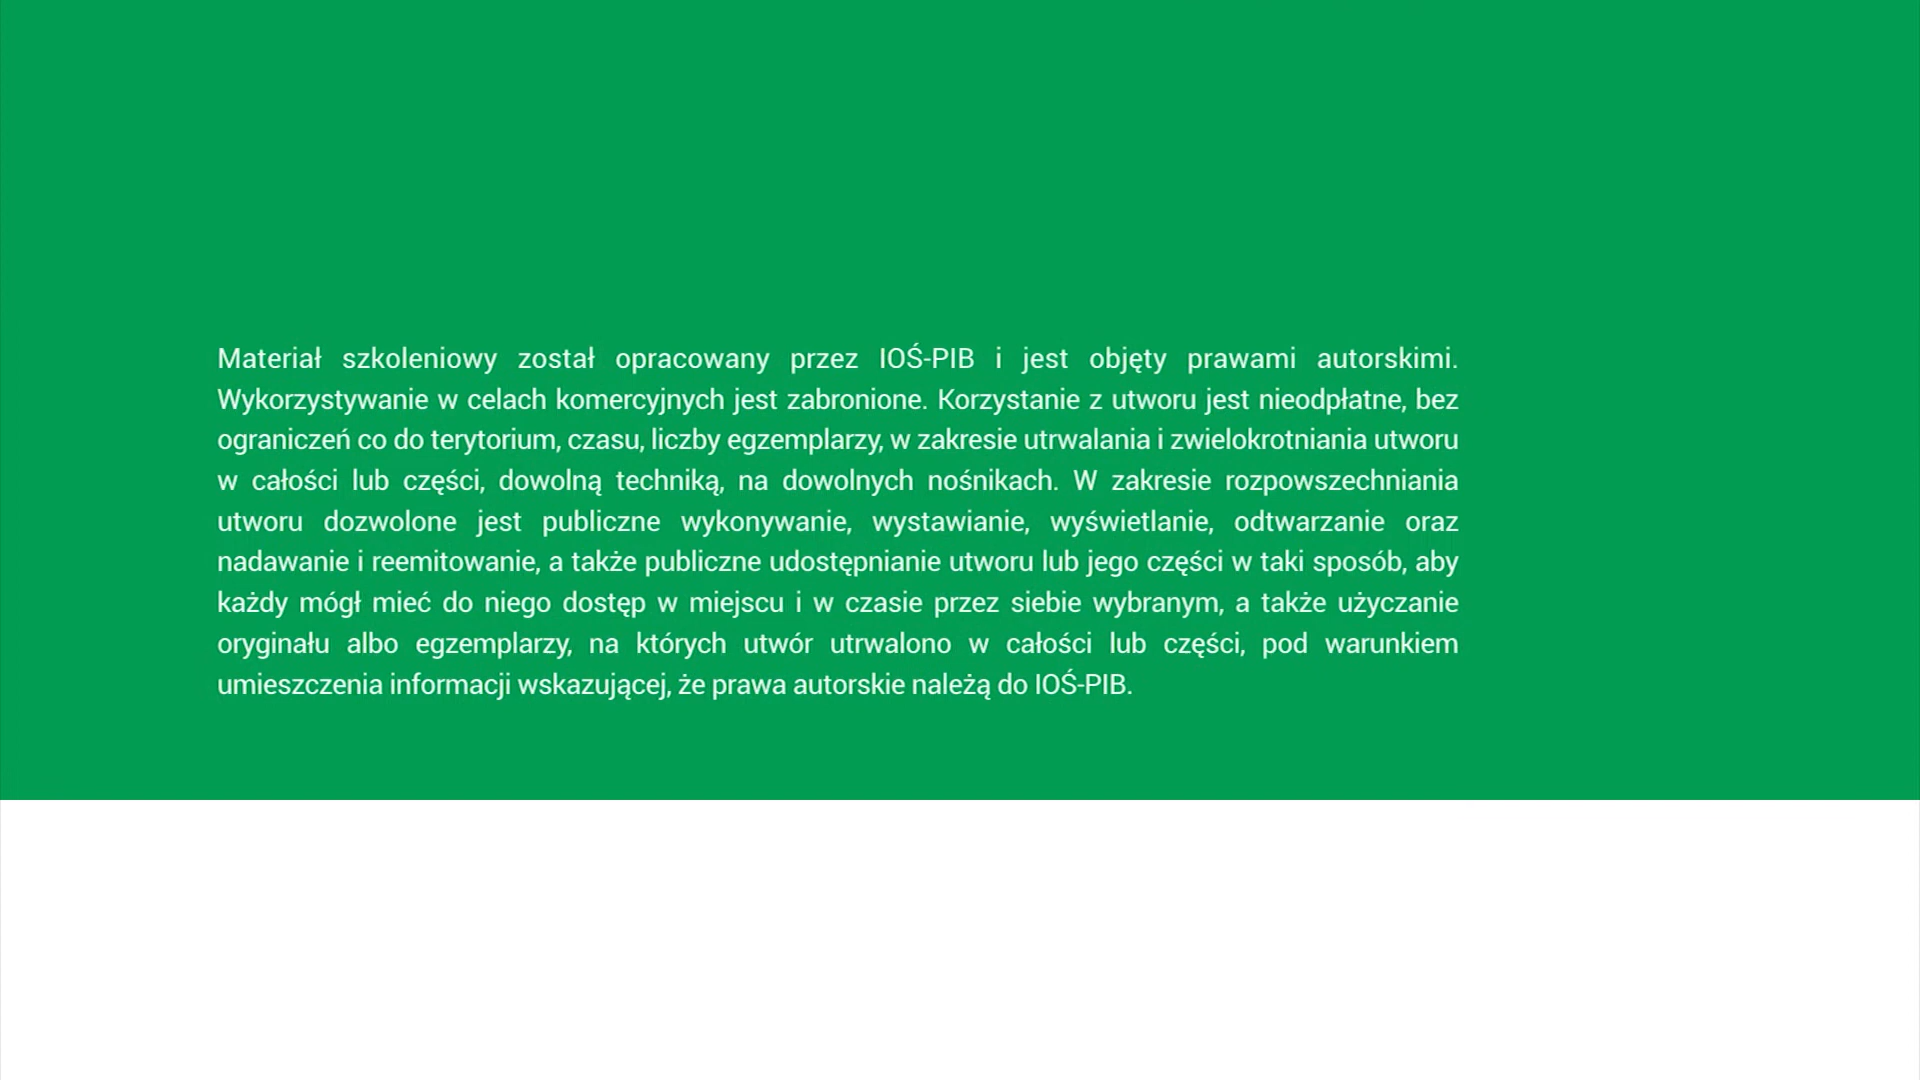 Materiał szkoleniowy został opracowany przez IOŚ-PIB i jest objęty prawami autorskimi.
Wykorzystywanie w celach komercyjnych jest zabronione. Korzystanie z utworu jest nieodpłatne, bez
ograniczeń co do terytorium, czasu, liczby egzemplarzy, w zakresie utrwalania i zwielokrotniania utworu
w całości lub części, dowolną techniką, na dowolnych nośnikach. W zakresie rozpowszechniania
utworu dozwolone jest publiczne wykonywanie, wystawianie, wyświetlanie, odtwarzanie oraz
nadawanie i reemitowanie, a także publiczne udostępnianie utworu lub jego części w taki sposób, aby
każdy mógł mieć do niego dostęp w miejscu i w czasie przez siebie wybranym, a także użyczanie
oryginału albo egzemplarzy, na których utwór utrwalono w całości lub części, pod warunkiem
umieszczenia informacji wskazującej, że prawa autorskie należą do IOŚ-PIB.